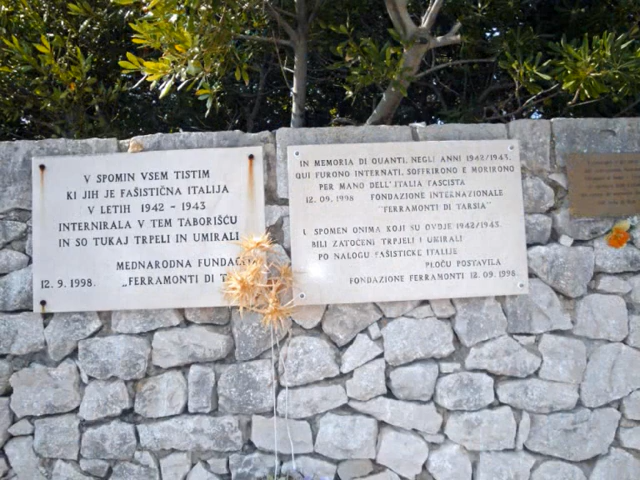 V SPOMIN VSEM TISTIM
KI JIH JE FAŠISTIČNA ITALIJA
V LETIH 1942 - 1943
INTERNIRALA V TEM TABORIŠČU
IN SO TUKAJ TRPELI IN UMIRALI
MEDNARODNA FUNDACIJA
12. 9. 1998. „FERRAMONTI DI
IN MEMORIA DI QUANTI, NEGLI ANNI 1942/1943,
QUI FURONO INTERNATI, SOFFRIRONO E MORIRONO
PER MANO DELL'ITALIA FASCISTA
12. 09. 1998 FONDAZIONE INTERNAZIONALE
"FERRAMONTI DI TARSIA"
U SPOMEN ONIMA KOJI SU OVDJE 1942/1943.
BILI ZATOČENI TRPJELI I UMIRALI
PO NALOGU FAŠISTIČKE ITALIJE
PLOČU POSTAVILA
FONDAZIONE FERRAMONTI 12. 09. 1998.